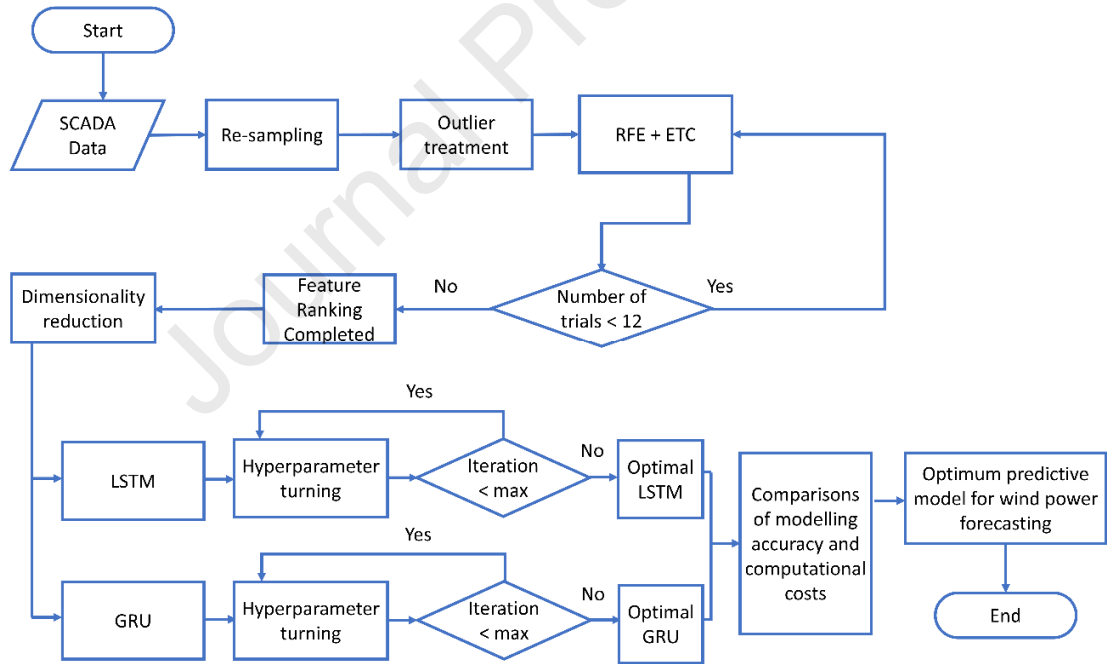 Start
SCADA
Data
Re-sampling
Outlier
treatment
RFE + ETC
Number of
trials < 12
Yes
No
Feature
Ranking
Completed
Dimensionality
reduction
LSTM
Hyperparameter
turning
Yes
Iteration
< max
No
Optimal
LSTM
GRU
Hyperparameter
turning
Yes
Iteration
< max
No
Optimal
GRU
Comparisons
of modelling
accuracy and
computational
costs
Optimum predictive
model for wind power
forecasting
End
Journal Pre